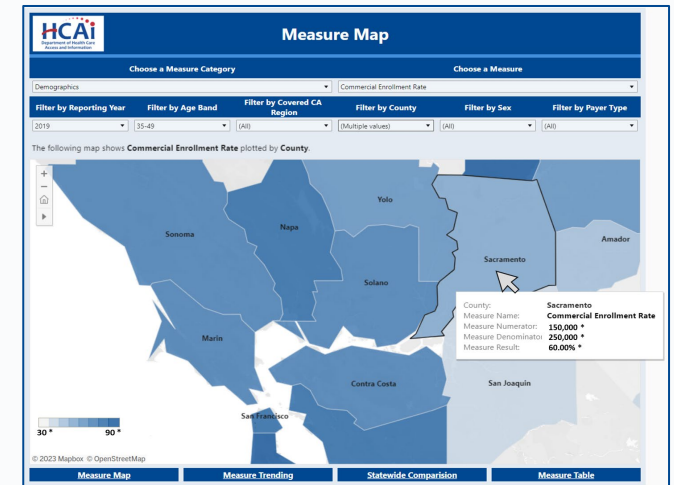 HCAi
Department of Health Care
Access and Information
Measure Map
Choose a Measure Category
Choose a Measure
Demographics
Commercial Enrollment Rate
Filter by Reporting Year
Filter by Age Band
Filter by Covered CA
Region
Filter by County
Filter by Sex
Filter by Payer Type
2019
35-49
(All)
(Multiple values)
(All)
(All)
The following map shows Commercial Enrollment Rate plotted by County.
Yolo
Napa
Sonoma
Amador
Sacramento
Solano
County: Sacramento
Measure Name: Commercial Enrollment Rate
Measure Numerator: 150,000 *
Measure Denominato 250,000 *
Measure Result: 60.00% *
Marin
Contra Costa
San Joaquin
San Francisco
30 *
90 *
© 2023 Mapbox © OpenStreetMap
Measure Map
Measure Trending
Statewide Comparision
Measure Table